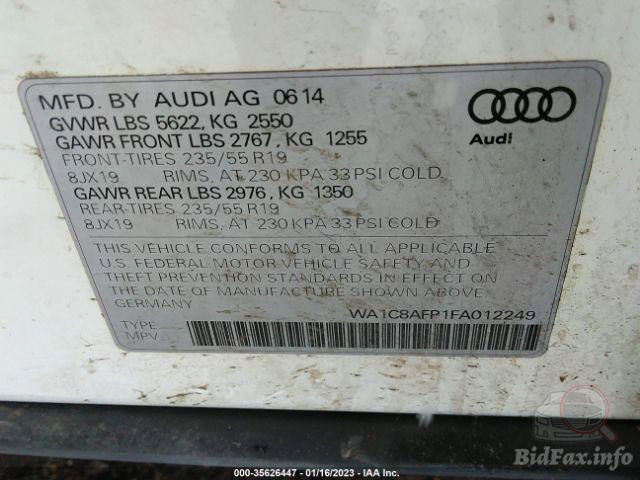 MFD. BY AUDI AG 0614
GVWR LBS 5622, KG 2550
GAWR FRONT LBS 2767, KG 1255
FRONT-TIRES 235/55 R19
8JX19 RIMS, AT 230 KPA 33 PSI COLD
GAWR REAR LBS 2976, KG 1350
REAR-TIRES 235/55 R19
8JX19 RIMS, AT 230 KPA 33 PSI COLD
Audi
THIS VEHICLE CONFORMS TO ALL APPLICABLE
U.S. FEDERAL MOTOR VEHICLE SAFETY AND
THEFT PREVENTION STANDARDS IN EFFECT ON
THE DATE OF MANUFACTURE SHOWN ABOVE.
GERMANY
WA1C8AFP1FA012249
TYPE:
MPV
BidFax.info
000-35626447 - 01/16/2023 - IAA Inc.